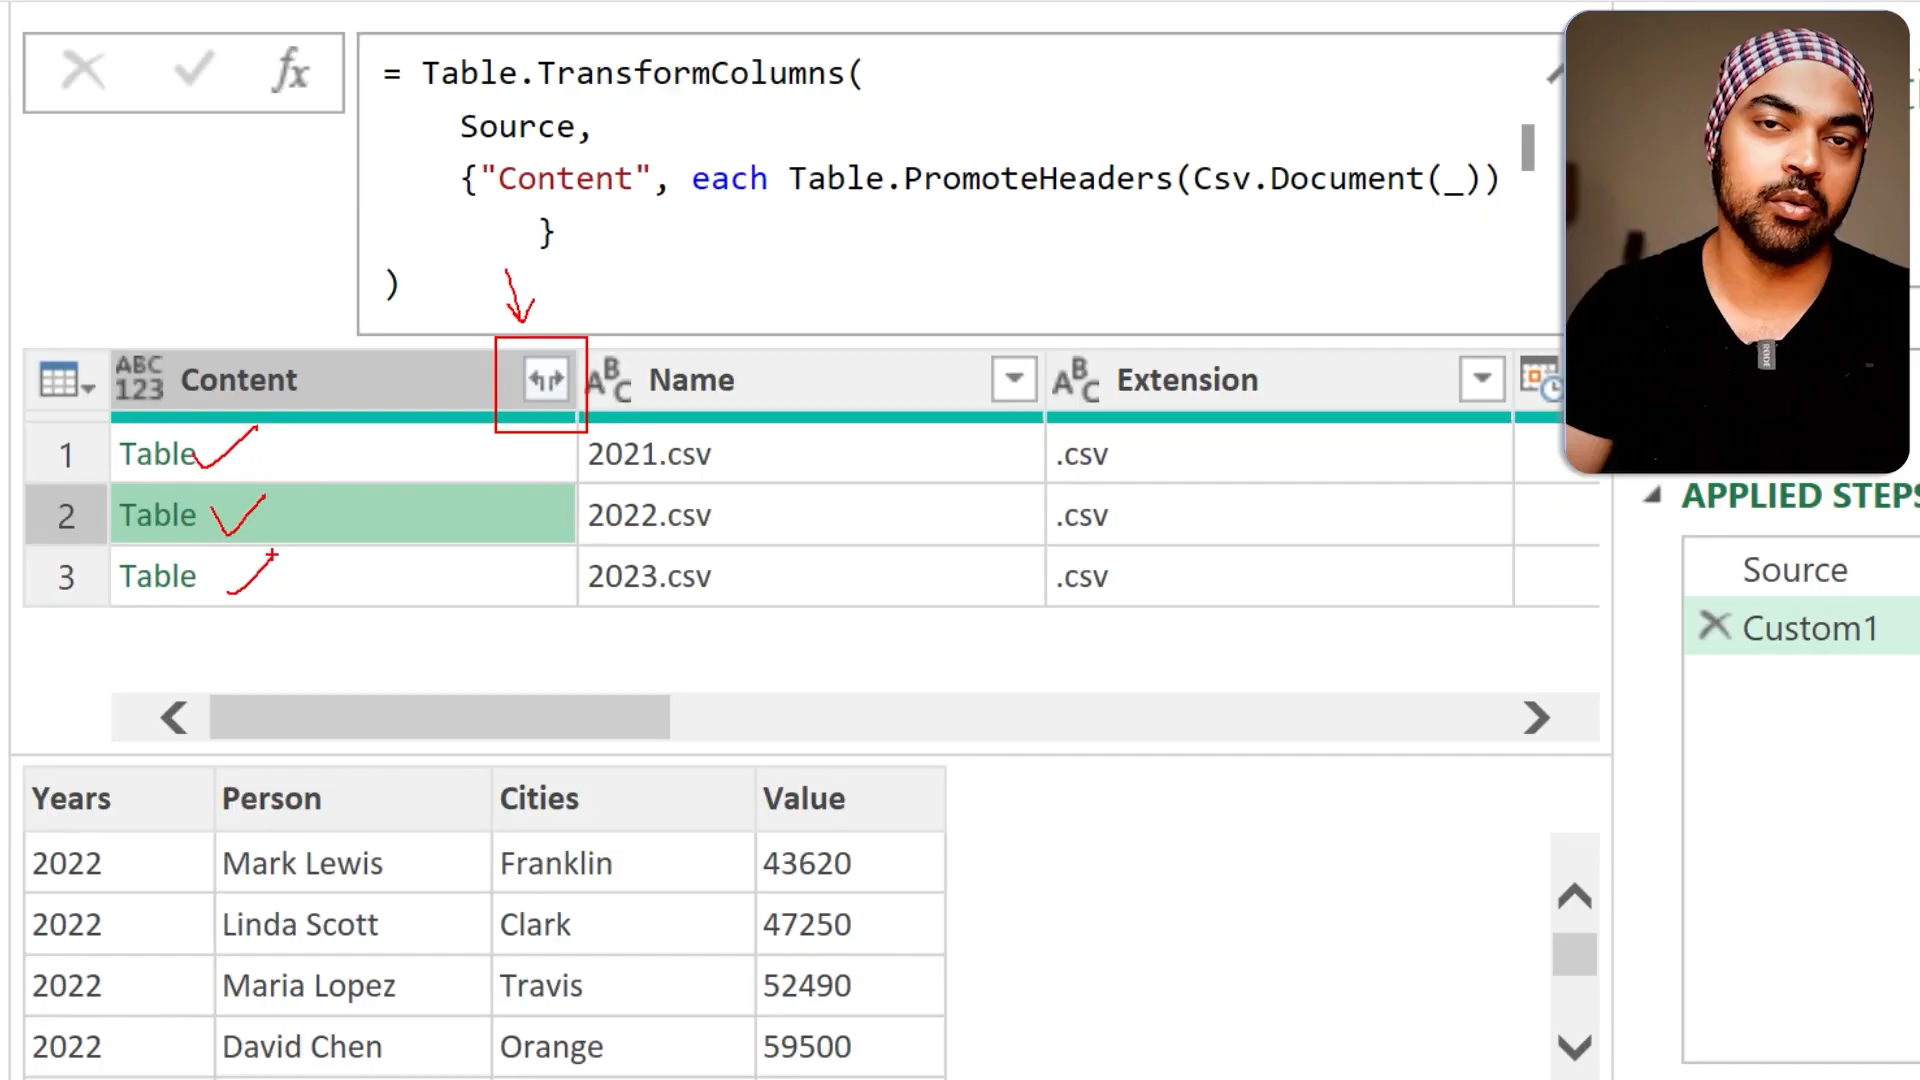 fx
= Table.TransformColumns(
Source,
{"Content", each Table.PromoteHeaders(Csv.Document(_))
}
)
ABC
123 Content
ABC Name
ABC Extension
1 Table 2021.csv .csv
2 Table 2022.csv .csv
3 Table 2023.csv .csv
APPLIED STEPS
Source
Custom1
Years Person Cities Value
2022 Mark Lewis Franklin 43620
2022 Linda Scott Clark 47250
2022 Maria Lopez Travis 52490
2022 David Chen Orange 59500